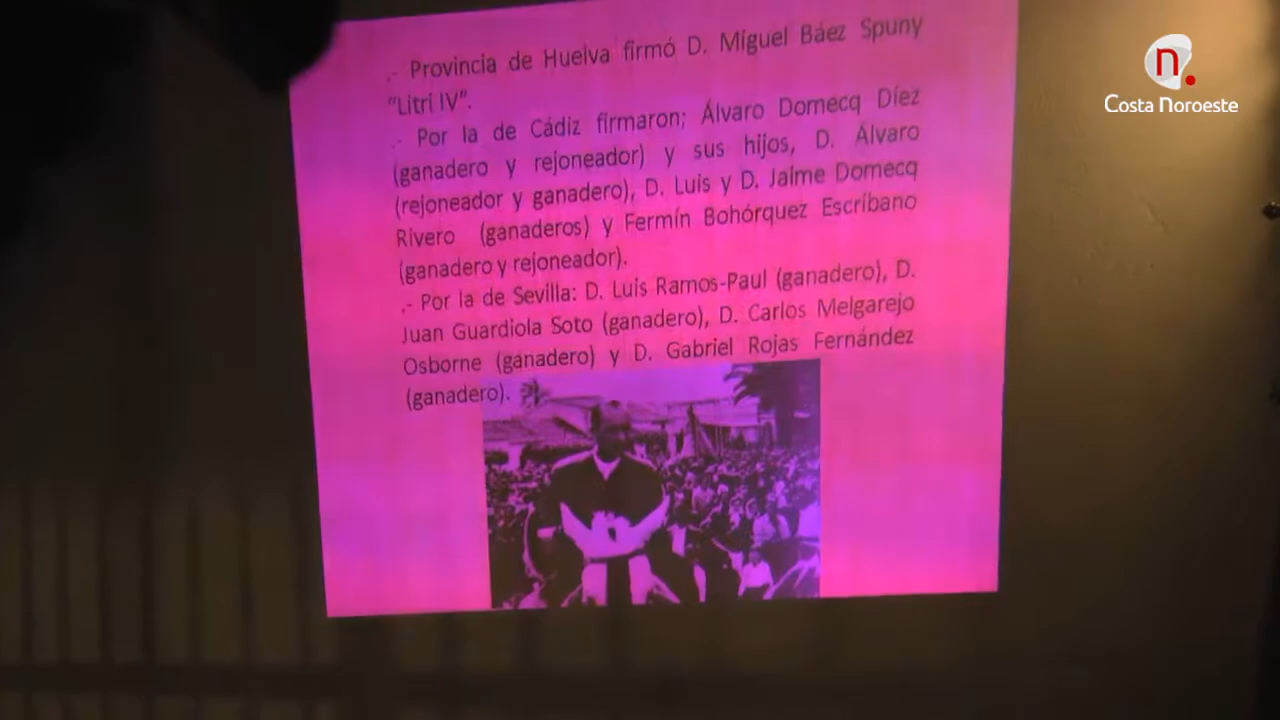 .- Provincia de Huelva firmó D. Miguel Báez Spuny
"Litri IV".
.- Por la de Cádiz firmaron; Álvaro Domecq Díez
(ganadero y rejoneador) y sus hijos, D. Álvaro
(rejoneador y ganadero), D. Luis y D. Jaime Domecq
Rivero (ganaderos) y Fermín Bohórquez Escribano
(ganadero y rejoneador).
.- Por la de Sevilla: D. Luis Ramos-Paul (ganadero), D.
Juan Guardiola Soto (ganadero), D. Carlos Melgarejo
Osborne (ganadero) y D. Gabriel Rojas Fernández
(ganadero).
n.
Costa Noroeste